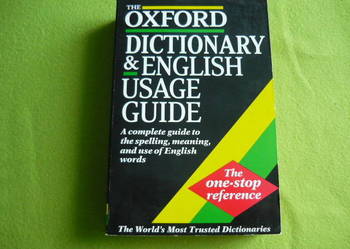 THE
OXFORD
DICTIONARY
& ENGLISH
USAGE
GUIDE
A complete guide to
the spelling, meaning,
and use of English
words
The
one-stop
reference
The World's Most Trusted Dictionaries